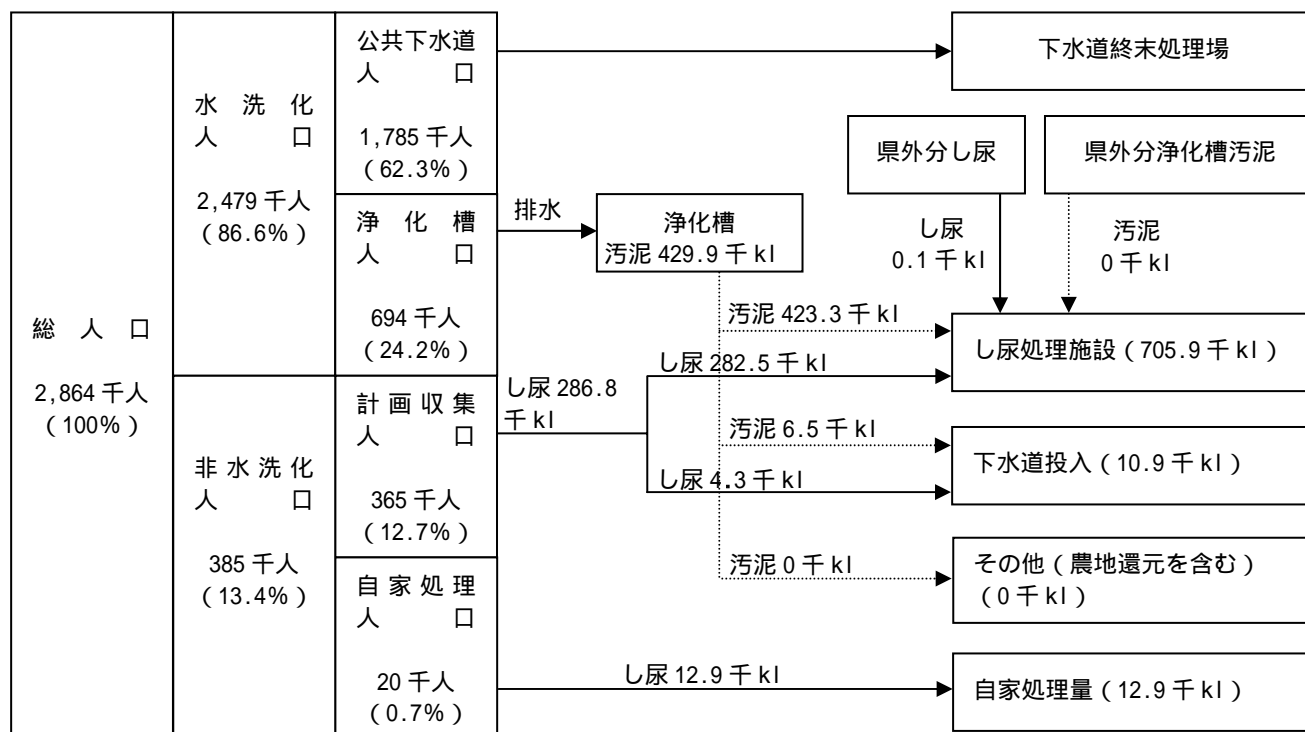 総人口
2,864 千人
(100%)
水洗化
人口
2,479 千人
(86.6%)
非水洗化
人口
385 千人
(13.4%)
公共下水道
人口
1,785 千人
(62.3%)
浄化槽
人口
694 千人
(24.2%)
計画収集
人口
365 千人
(12.7%)
自家処理
人口
20 千人
(0.7%)
下水道終末処理場
県外分し尿
県外分浄化槽汚泥
排水
浄化槽
汚泥 429.9 千 kl
し尿
0.1 千 kl
汚泥
0 千 kl
汚泥 423.3 千 kl
し尿処理施設(705.9 千 kl)
し尿 282.5 千 kl
し尿 286.8
千 kl
汚泥 6.5 千 kl
下水道投入(10.9 千 kl)
し尿 4.3 千 kl
汚泥 0 千 kl
その他(農地還元を含む)
(0 千 kl)
し尿 12.9 千 kl
自家処理量(12.9 千 kl)